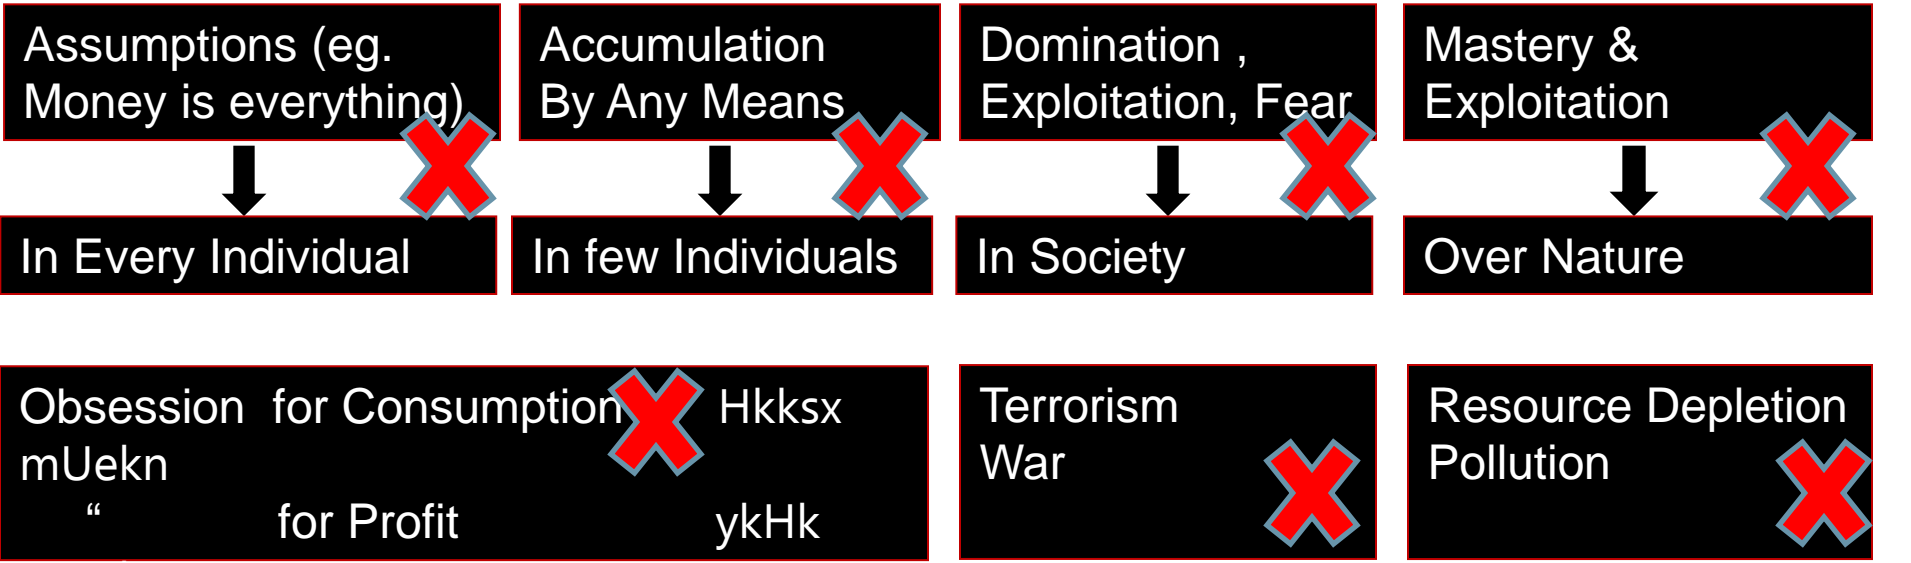 Assumptions (eg.
Money is everything)
Accumulation
By Any Means
Domination ,
Exploitation, Fear
Mastery &
Exploitation
In Every Individual
In few Individuals
In Society
Over Nature
Obsession for Consumption Hkksx
mUekn
“ for Profit ykHk
Terrorism
War
Resource Depletion
Pollution